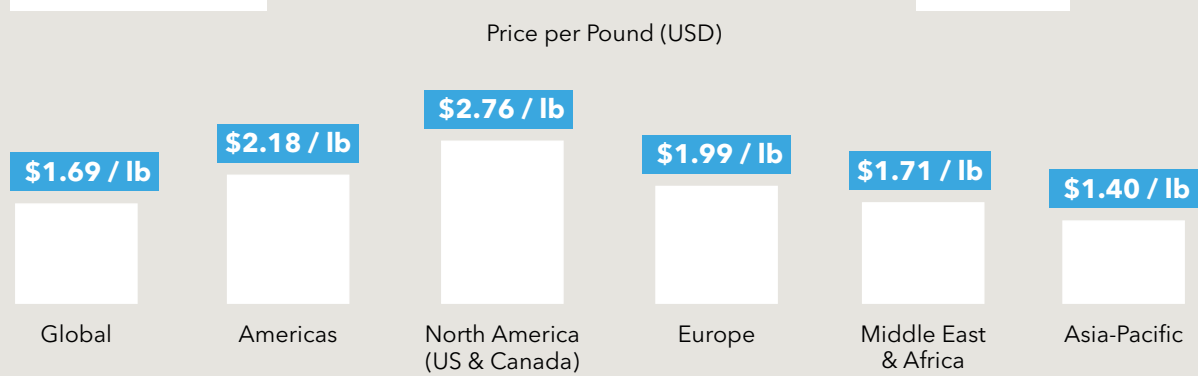 Price per Pound (USD)
$1.69 / lb
$2.18 / lb
$2.76 / lb
$1.99 / lb
$1.71 / lb
$1.40 / lb
Global
Americas
North America
(US & Canada)
Europe
Middle East
& Africa
Asia-Pacific